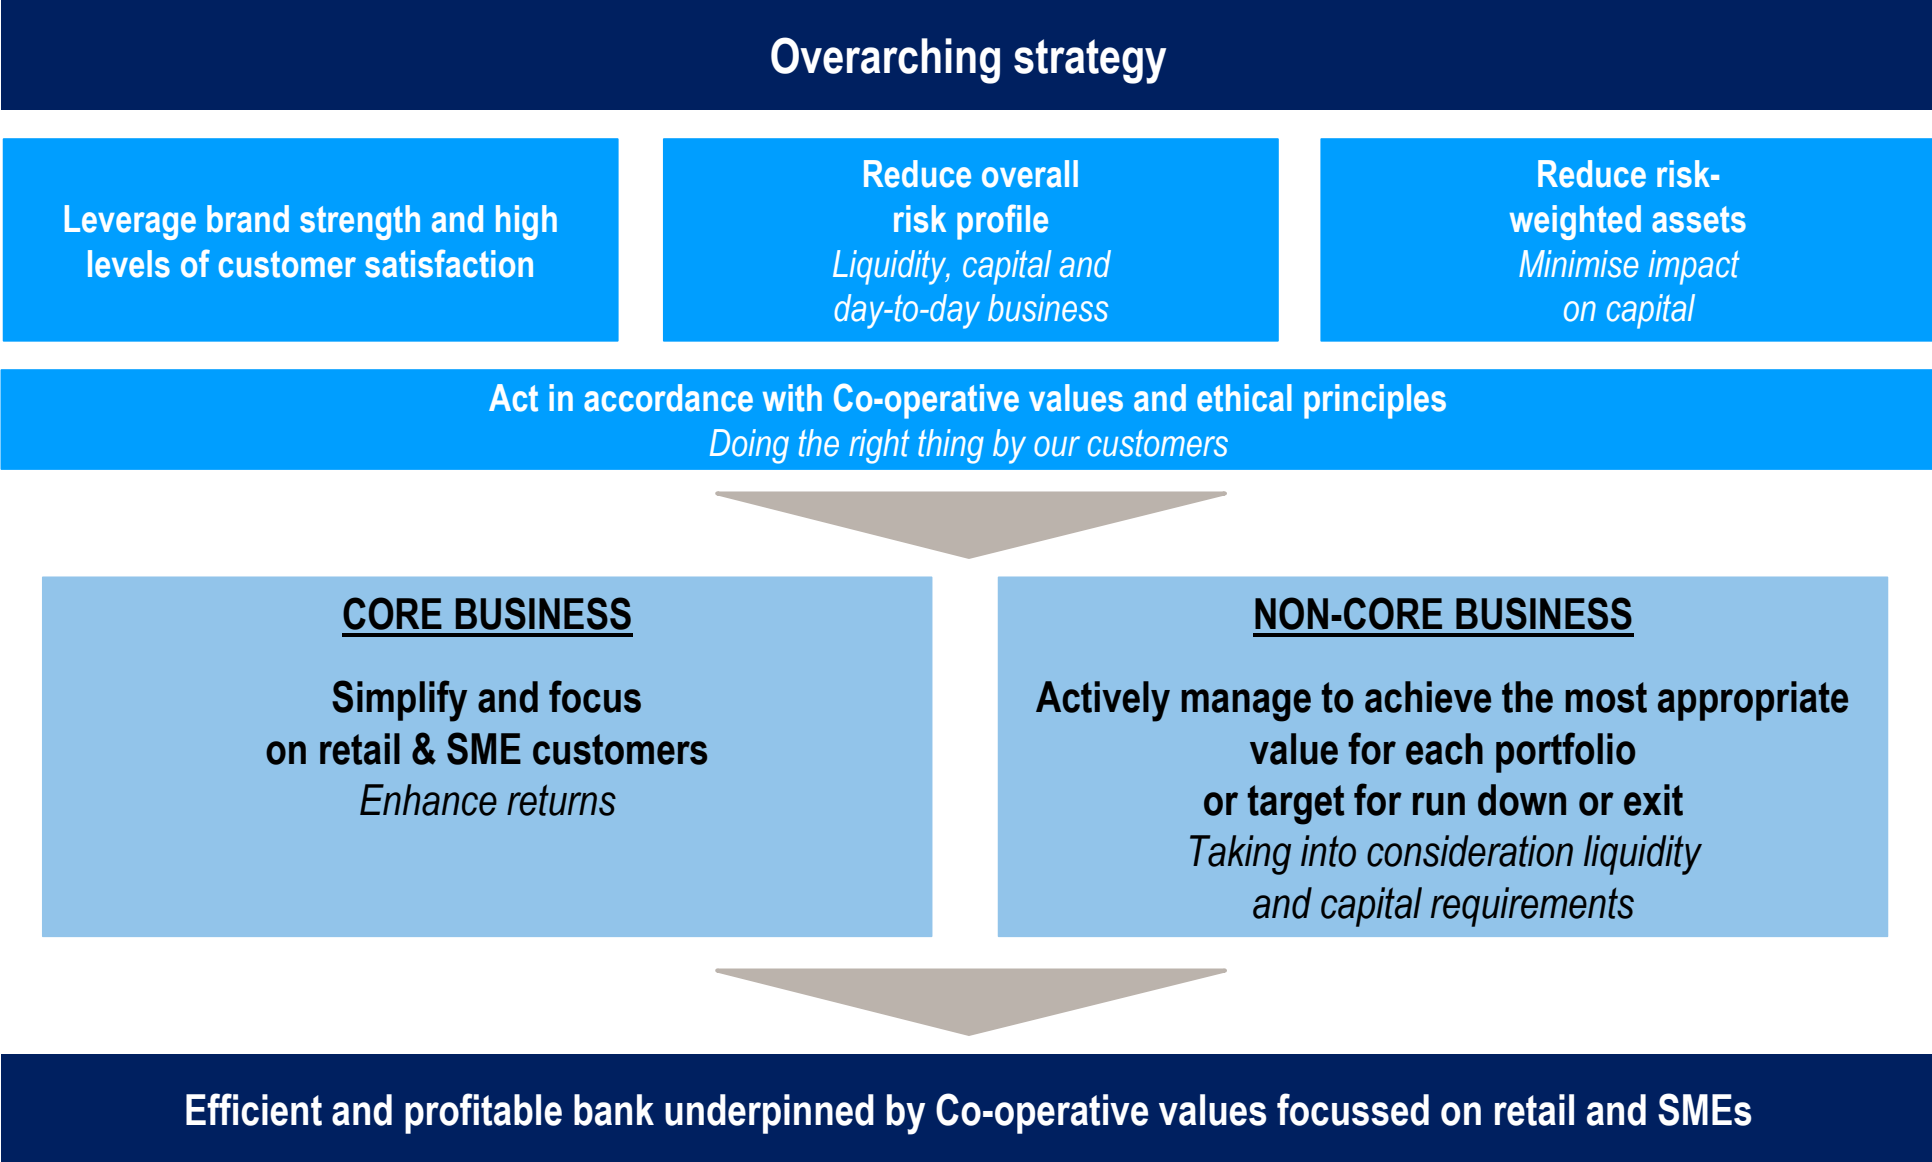 Overarching strategy
Leverage brand strength and high
levels of customer satisfaction
Reduce overall
risk profile
Liquidity, capital and
day-to-day business
Reduce risk-
weighted assets
Minimise impact
on capital
Act in accordance with Co-operative values and ethical principles
Doing the right thing by our customers
CORE BUSINESS
Simplify and focus
on retail & SME customers
Enhance returns
NON-CORE BUSINESS
Actively manage to achieve the most appropriate
value for each portfolio
or target for run down or exit
Taking into consideration liquidity
and capital requirements
Efficient and profitable bank underpinned by Co-operative values focussed on retail and SMEs